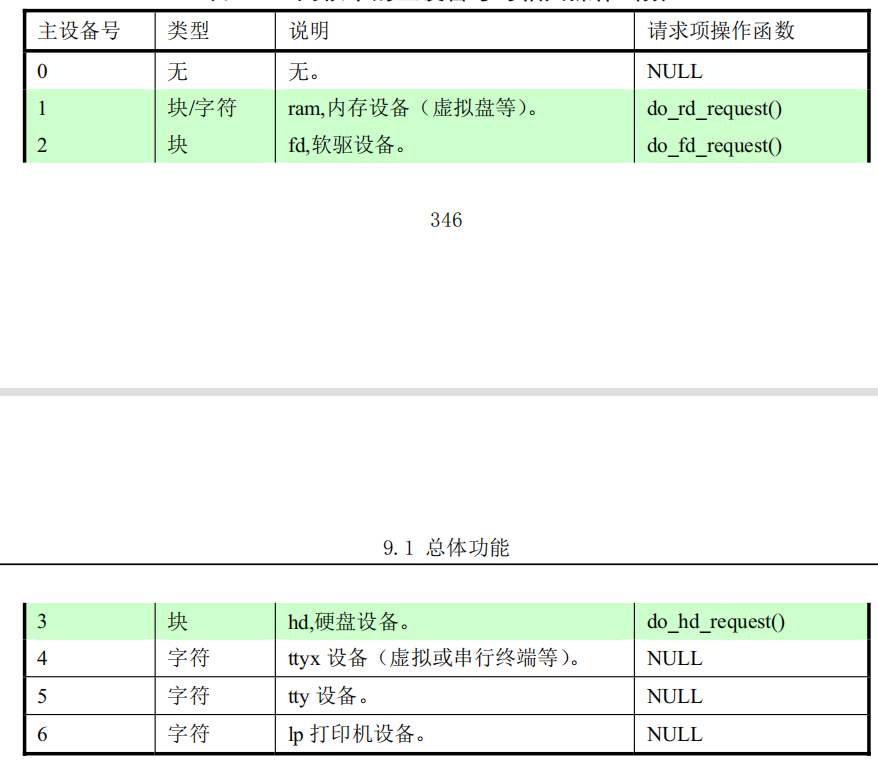 主设备号 类型 说明 请求项操作函数
0 无 无。 NULL
1 块/字符 ram,内存设备（虚拟盘等）。 do_rd_request()
2 块 fd,软驱设备。 do_fd_request()
346
9.1 总体功能
3 块 hd,硬盘设备。 do_hd_request()
4 字符 ttyx 设备（虚拟或串行终端等）。 NULL
5 字符 tty 设备。 NULL
6 字符 lp 打印机设备。 NULL